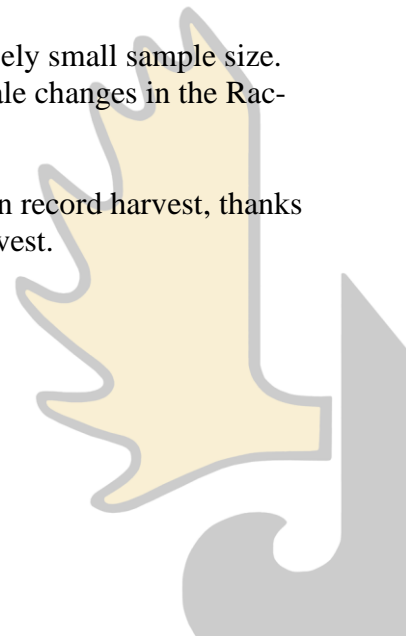 ely small sample size.
ale changes in the Rac-
n record harvest, thanks
vest.